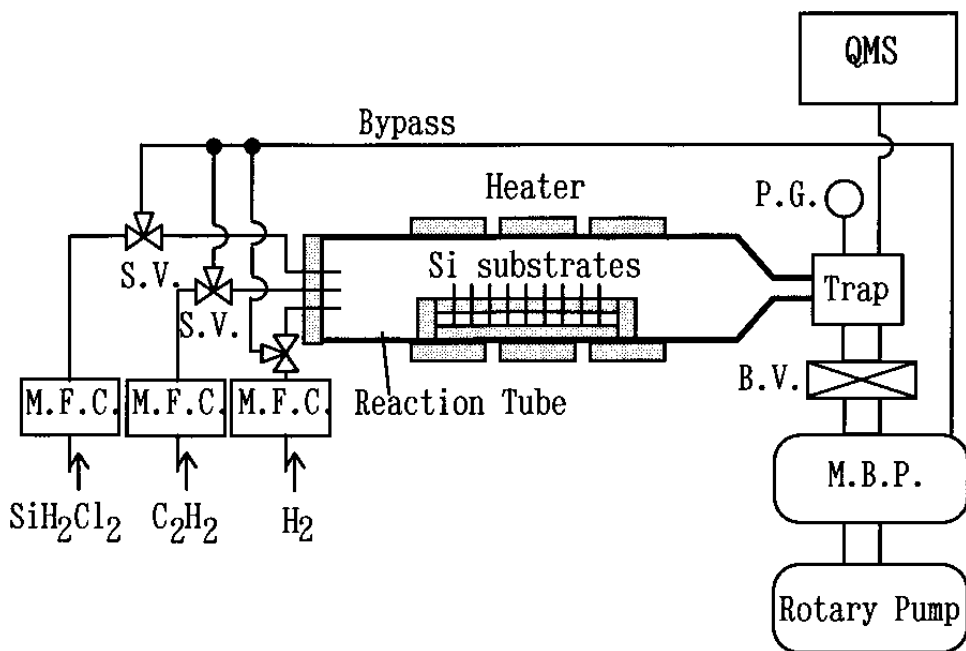 QMS
Bypass
Heater
P.G.
Si substrates
S.V.
Trap
S.V.
B.V.
M.F.C.
M.F.C.
M.F.C.
Reaction Tube
M.B.P.
SiH2Cl2
C2H2
H2
Rotary Pump